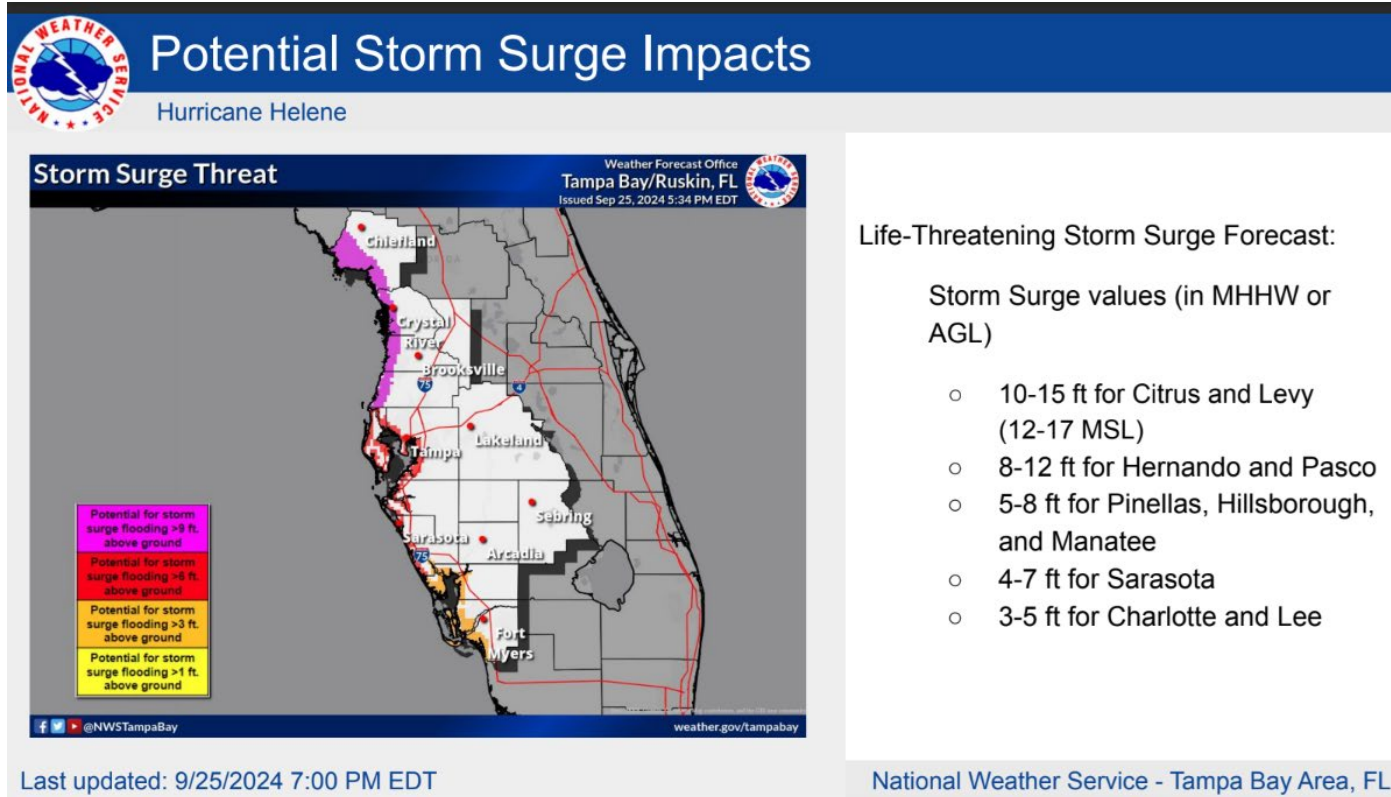 NATIONAL WEATHER SERVICE
Potential Storm Surge Impacts
Hurricane Helene
Storm Surge Threat
Weather Forecast Office
Tampa Bay/Ruskin, FL
Issued Sep 25, 2024 5:34 PM EDT
Chiefland
Crystal
River
Brooksville
75
4
Lakeland
Tampa
Sebring
Sarasota
Arcadia
75
Fort
Myers
Potential for storm
surge flooding >9 ft.
above ground
Potential for storm
surge flooding >6 ft.
above ground
Potential for storm
surge flooding >3 ft.
above ground
Potential for storm
surge flooding >1 ft.
above ground
@NWSTampaBay
weather.gov/tampabay
Life-Threatening Storm Surge Forecast:
Storm Surge values (in MHHW or
AGL)
○ 10-15 ft for Citrus and Levy
(12-17 MSL)
○ 8-12 ft for Hernando and Pasco
○ 5-8 ft for Pinellas, Hillsborough,
and Manatee
○ 4-7 ft for Sarasota
○ 3-5 ft for Charlotte and Lee
Last updated: 9/25/2024 7:00 PM EDT
National Weather Service - Tampa Bay Area, FL